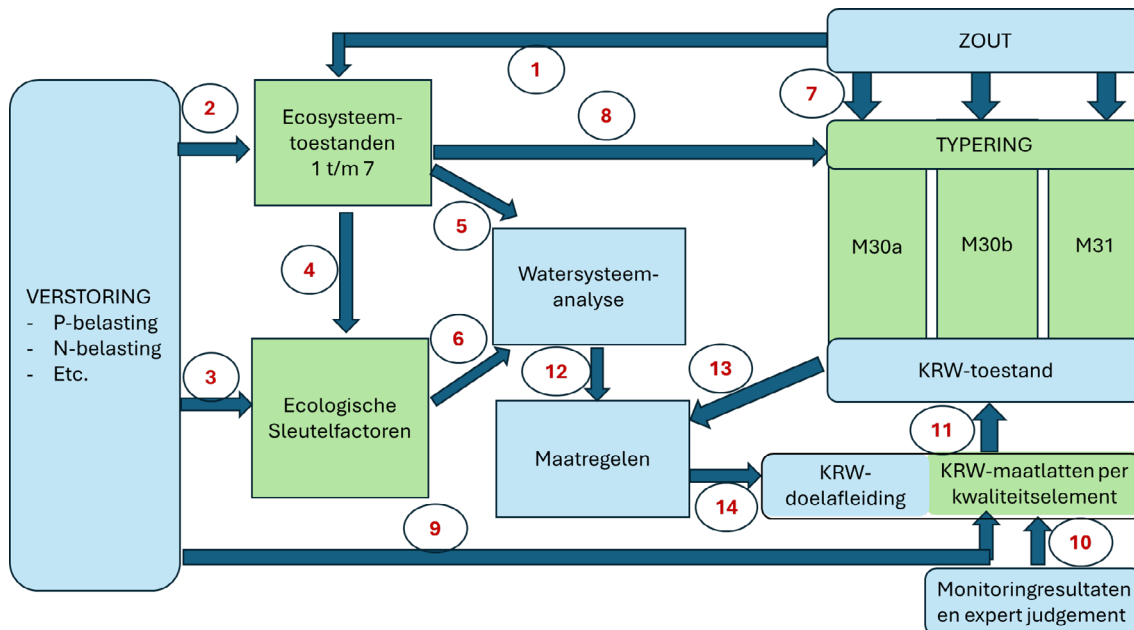 ZOUT
1
7
2
8
Ecosysteem-
toestanden
1 t/m 7
TYPERING
5
M30a
M30b
M31
4
Watersysteem-
analyse
VERSTORING
- P-belasting
- N-belasting
- Etc.
6
3
12
13
KRW-toestand
Ecologische
Sleutelfactoren
11
Maatregelen
KRW-
doelafleiding
KRW-maatlatten per
kwaliteitselement
14
9
10
Monitoringresultaten
en expert judgement